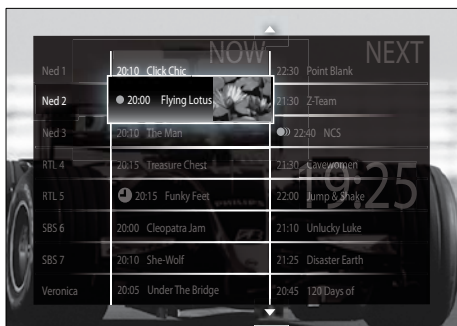 NOW NEXT
Ned 1 20:10 Click Chic 22:30 Point Blank
Ned 2 20:00 Flying Lotus 21:30 Z-Team
Ned 3 20:10 The Man 22:40 NCS
RTL 4 20:15 Treasure Chest 21:30 Cavewomen
19:25
RTL 5 20:15 Funky Feet 22:00 Jump & Shake
PHILIPS
SBS 6 20:00 Cleopatra Jam 21:10 Unlucky Luke
SBS 7 20:10 She-Wolf 21:25 Disaster Earth
Veronica 20:05 Under The Bridge 20:45 120 Days of